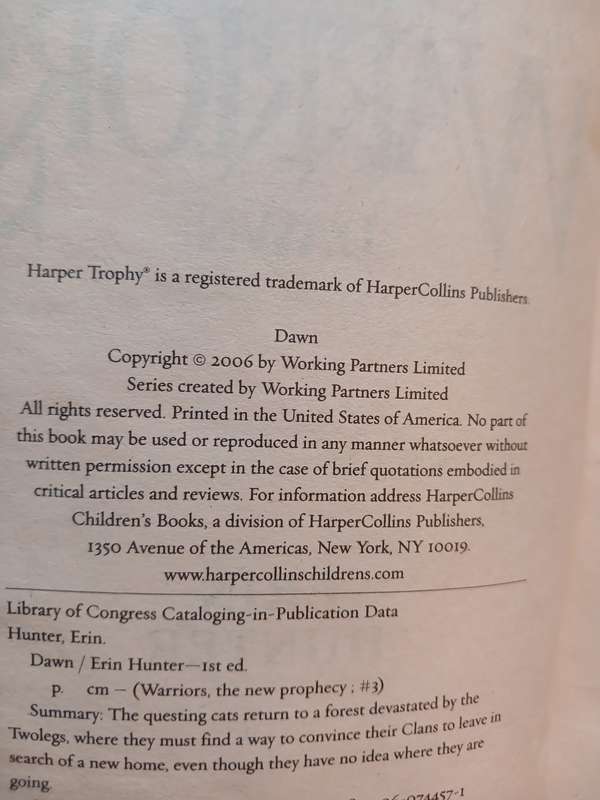 Harper Trophy® is a registered trademark of HarperCollins Publishers.
Dawn
Copyright © 2006 by Working Partners Limited
Series created by Working Partners Limited
All rights reserved. Printed in the United States of America. No part of
this book may be used or reproduced in any manner whatsoever without
written permission except in the case of brief quotations embodied in
critical articles and reviews. For information address HarperCollins
Children's Books, a division of HarperCollins Publishers,
1350 Avenue of the Americas, New York, NY 10019.
www.harpercollinschildrens.com
Library of Congress Cataloging-in-Publication Data
Hunter, Erin.
Dawn / Erin Hunter—1st ed.
p. cm — (Warriors, the new prophecy ; #3)
Summary: The questing cats return to a forest devastated by the
Twolegs, where they must find a way to convince their Clans to leave in
search of a new home, even though they have no idea where they are
going.
074457-1